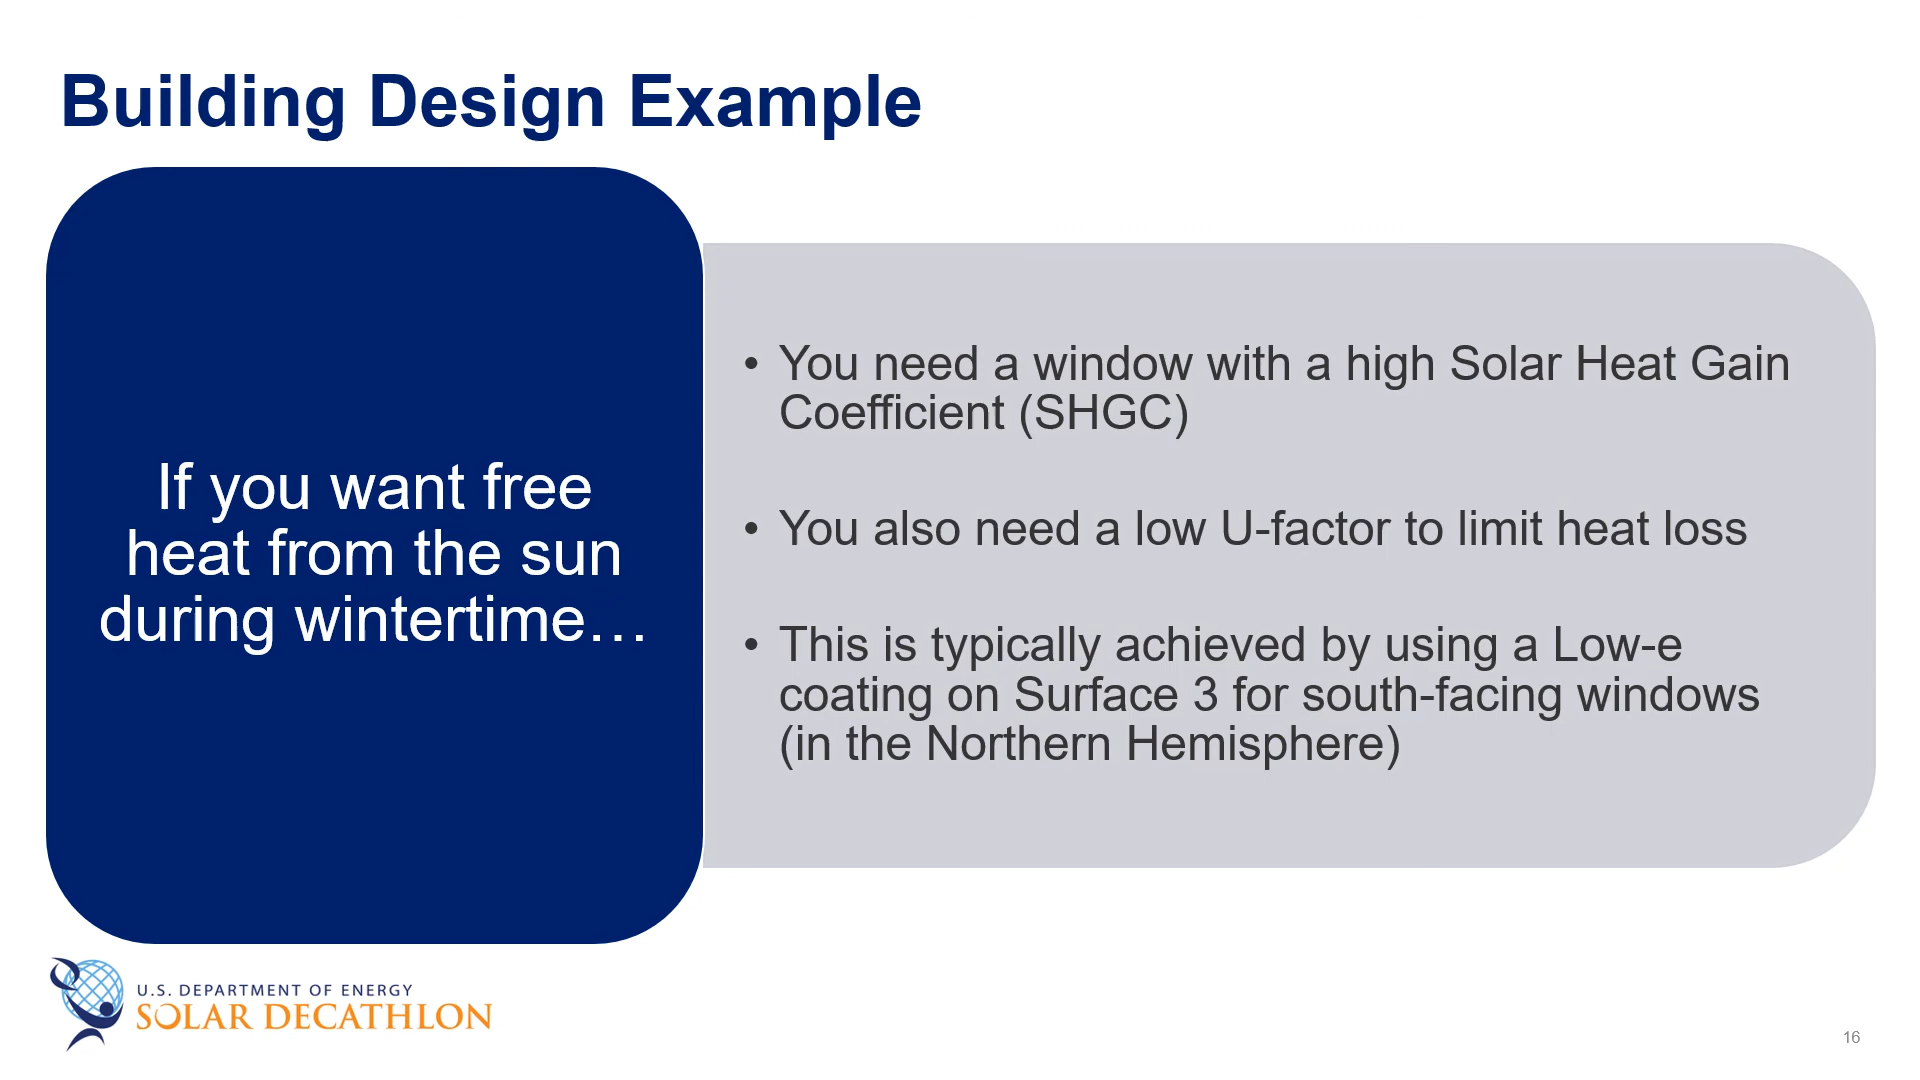 Building Design Example
If you want free
heat from the sun
during wintertime…
• You need a window with a high Solar Heat Gain
Coefficient (SHGC)
• You also need a low U-factor to limit heat loss
• This is typically achieved by using a Low-e
coating on Surface 3 for south-facing windows
(in the Northern Hemisphere)
U.S. DEPARTMENT OF ENERGY
SOLAR DECATHLON
16